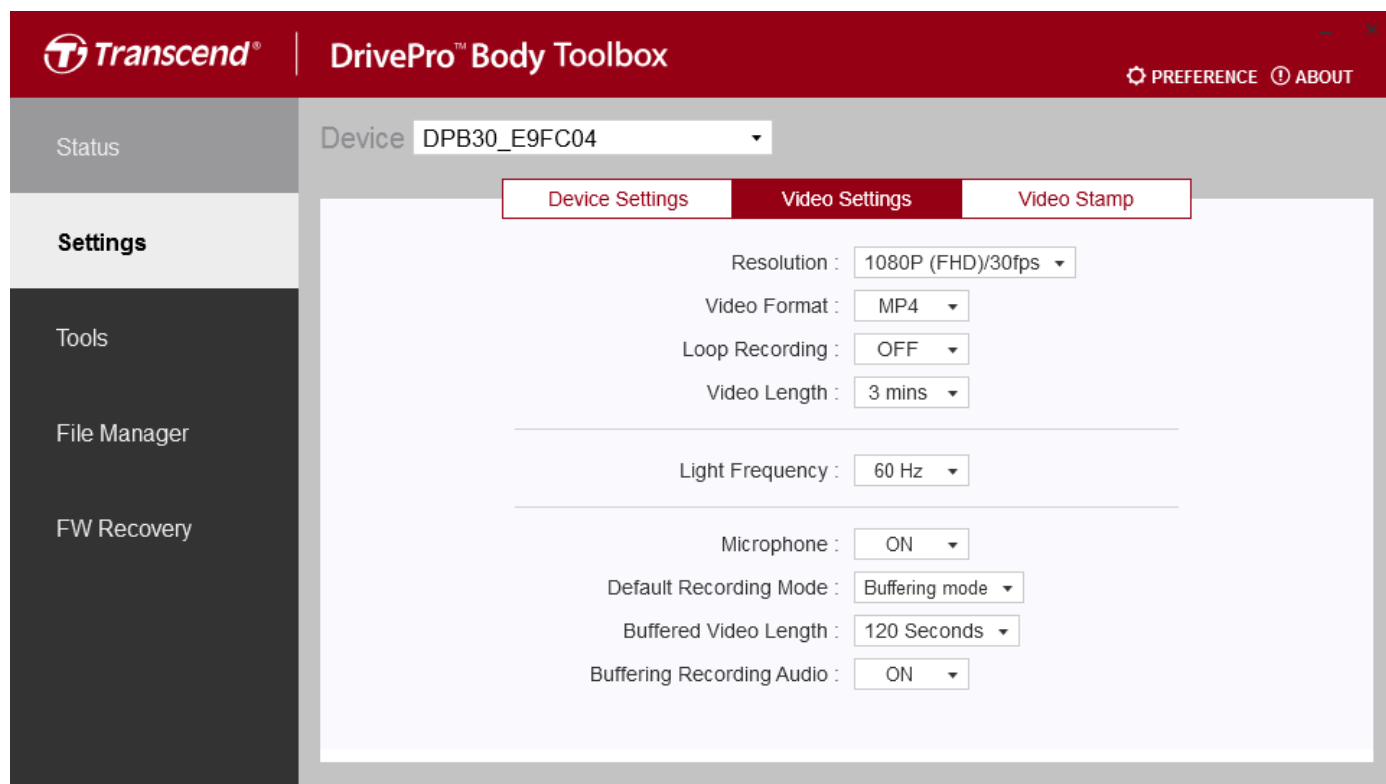 Transcend® DrivePro™ Body Toolbox
PREFERENCE ABOUT
Status
Settings
Tools
File Manager
FW Recovery
Device DPB30_E9FC04
Device Settings Video Settings Video Stamp
Resolution : 1080P (FHD)/30fps
Video Format : MP4
Loop Recording : OFF
Video Length : 3 mins
Light Frequency : 60 Hz
Microphone : ON
Default Recording Mode : Buffering mode
Buffered Video Length : 120 Seconds
Buffering Recording Audio : ON